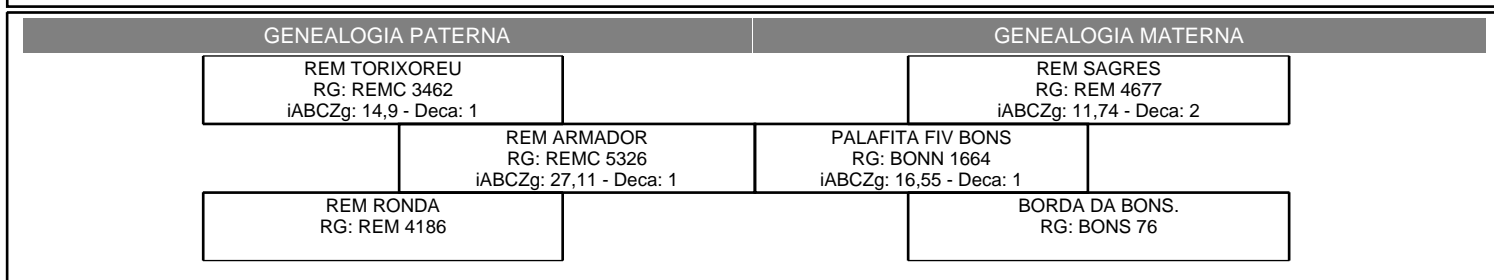 GENEALOGIA PATERNA
GENEALOGIA MATERNA
REM TORIXOREU
RG: REMC 3462
iABCZg: 14,9 - Deca: 1
REM SAGRES
RG: REM 4677
iABCZg: 11,74 - Deca: 2
REM ARMADOR
RG: REMC 5326
iABCZg: 27,11 - Deca: 1
PALAFITA FIV BONS
RG: BONN 1664
iABCZg: 16,55 - Deca: 1
REM RONDA
RG: REM 4186
BORDA DA BONS.
RG: BONS 76